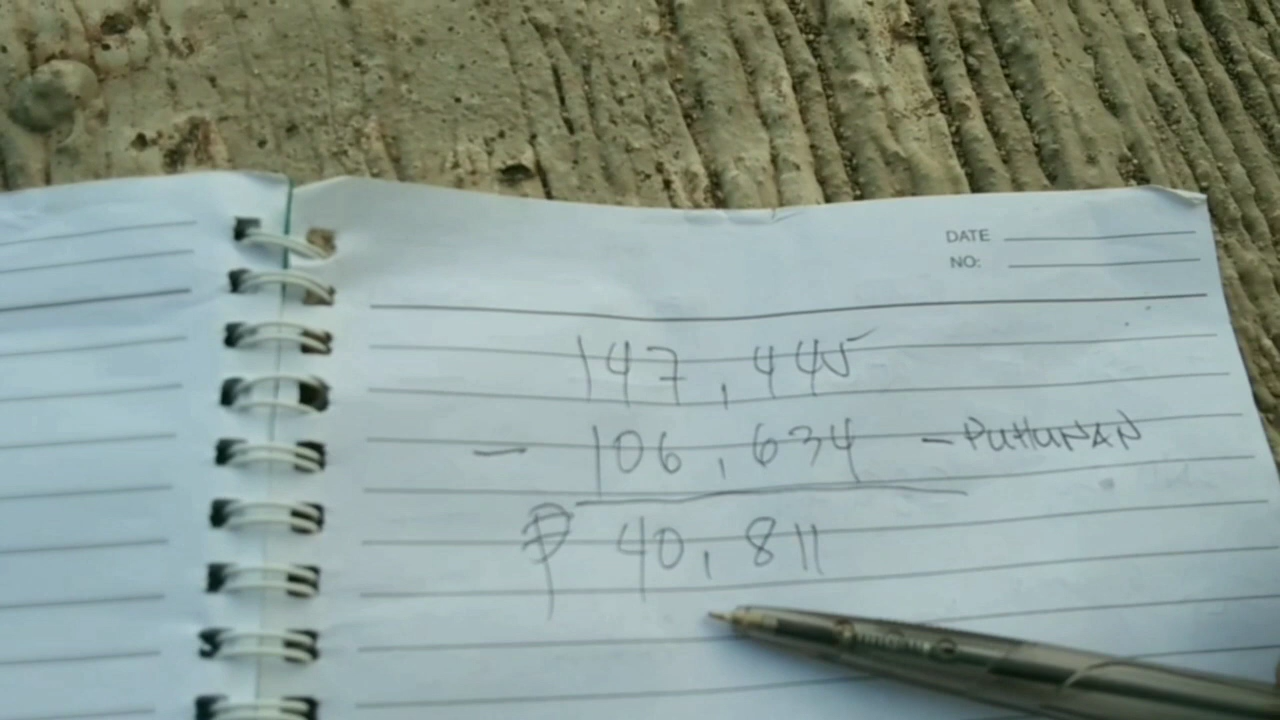 DATE
NO:
147,445
- 106,634 - PUHUNAN
₱ 40,811